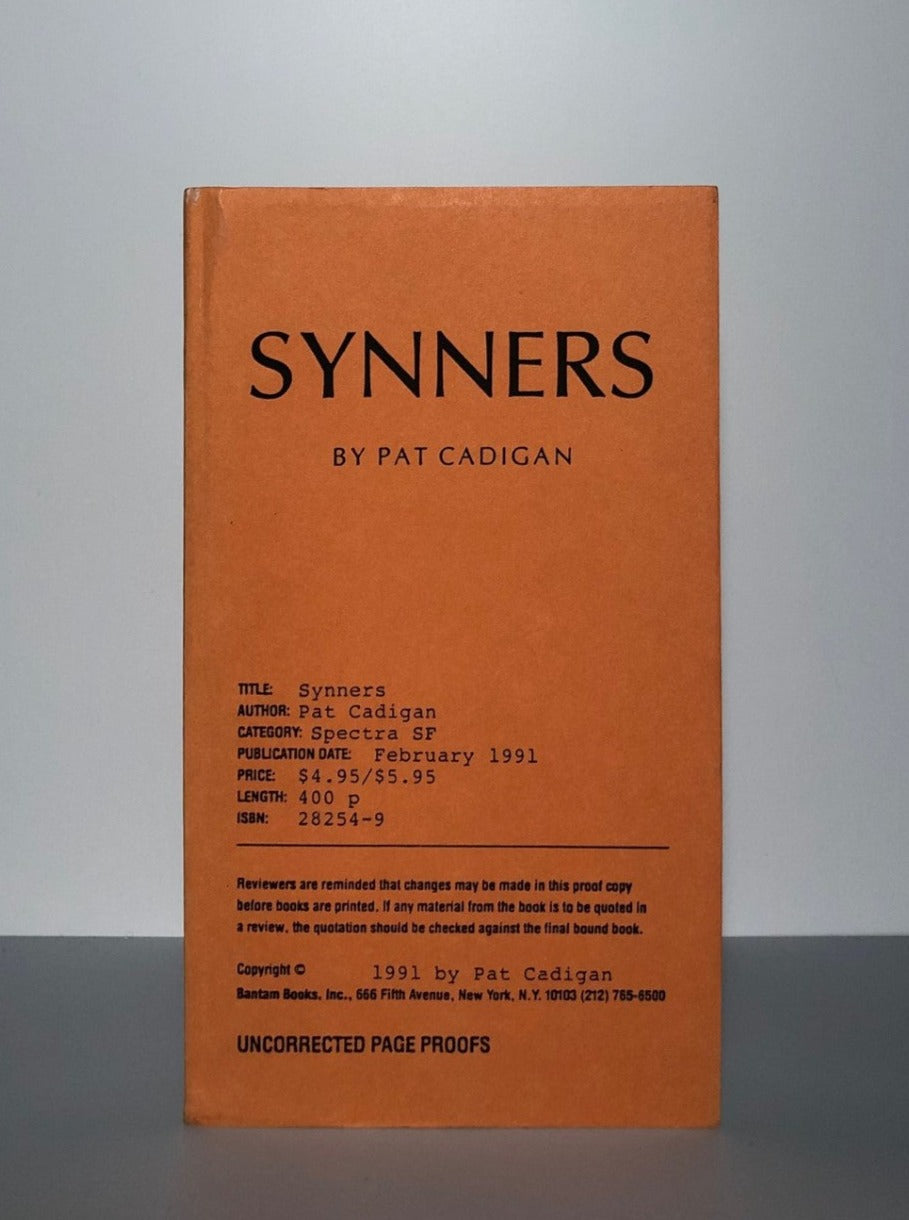 SYNNERS
BY PAT CADIGAN
TITLE: Synners
AUTHOR: Pat Cadigan
CATEGORY: Spectra SF
PUBLICATION DATE: February 1991
PRICE: $4.95/$5.95
LENGTH: 400 p
ISBN: 28254-9
Reviewers are reminded that changes may be made in this proof copy
before books are printed. If any material from the book is to be quoted in
a review, the quotation should be checked against the final bound book.
Copyright © 1991 by Pat Cadigan
Bantam Books, Inc., 666 Fifth Avenue, New York, N.Y. 10103 (212) 765-6500
UNCORRECTED PAGE PROOFS